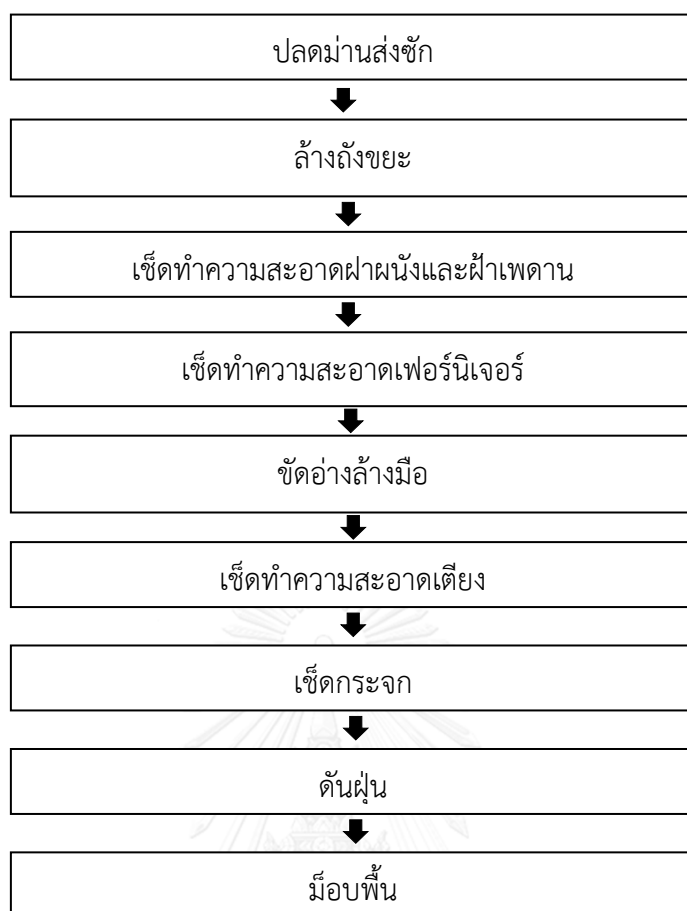 ปลดม่านส่งซัก
ล้างถังขยะ
เช็ดทำความสะอาดฝาผนังและฝ้าเพดาน
เช็ดทำความสะอาดเฟอร์นิเจอร์
ขัดอ่างล้างมือ
เช็ดทำความสะอาดเตียง
เช็ดกระจก
ดันฝุ่น
ม็อบพื้น